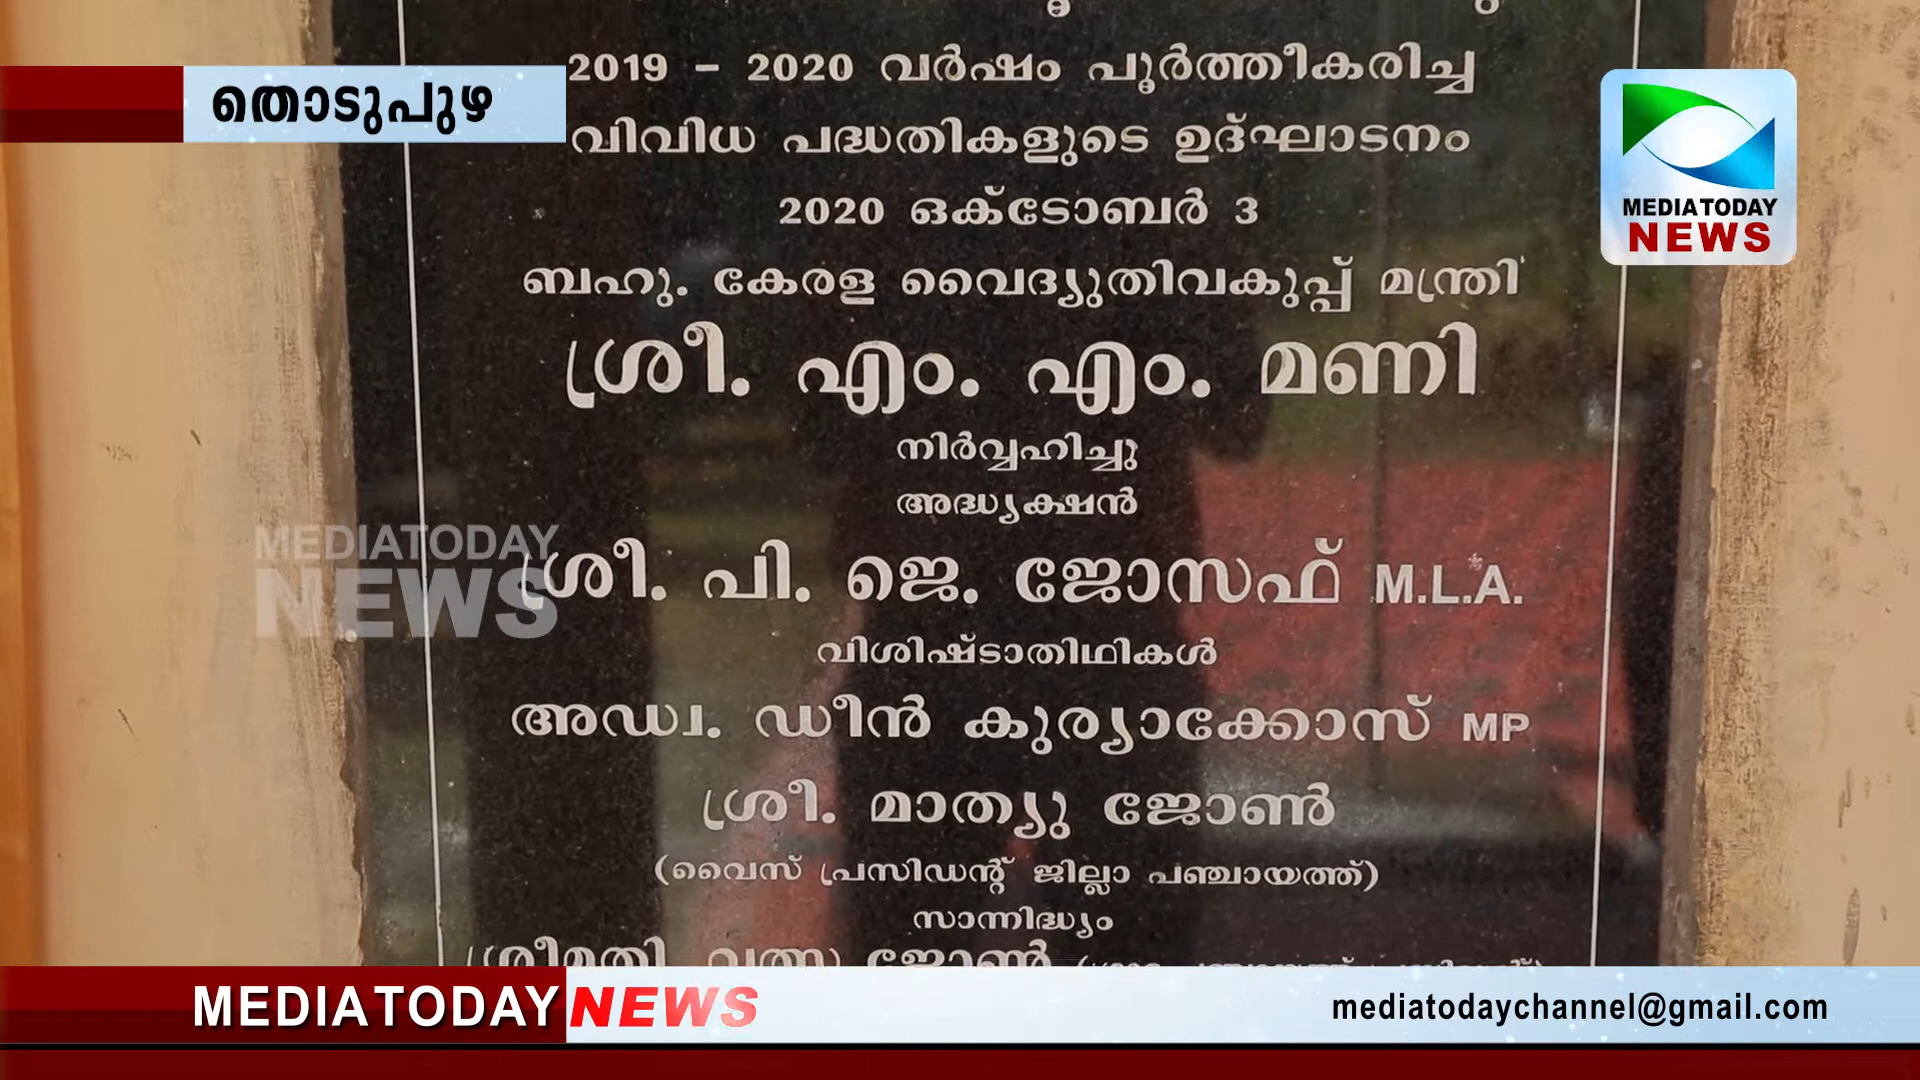 2019 - 2020 വർഷം പൂർത്തീകരിച്ച
തൊടുപുഴ
വിവിധ പദ്ധതികളുടെ ഉദ്ഘാടനം
2020 ഒക്ടോബർ 3
ബഹു. കേരള വൈദ്യുതിവകുപ്പ് മന്ത്രി
ശ്രീ. എം. എം. മണി
നിർവ്വഹിച്ചു
അദ്ധ്യക്ഷൻ
ശ്രീ. പി. ജെ. ജോസഫ് M.L.A.
വിശിഷ്ടാതിഥികൾ
അഡ്വ. ഡീൻ കുര്യാക്കോസ് MP
ശ്രീ. മാത്യു ജോൺ
(വൈസ് പ്രസിഡന്റ് ജില്ലാ പഞ്ചായത്ത്)
സാന്നിദ്ധ്യം
ശ്രീമതി. വത്സ ജോൺ
MEDIATODAY
NEWS
MEDIATODAY
NEWS
MEDIATODAY NEWS
mediatodaychannel@gmail.com